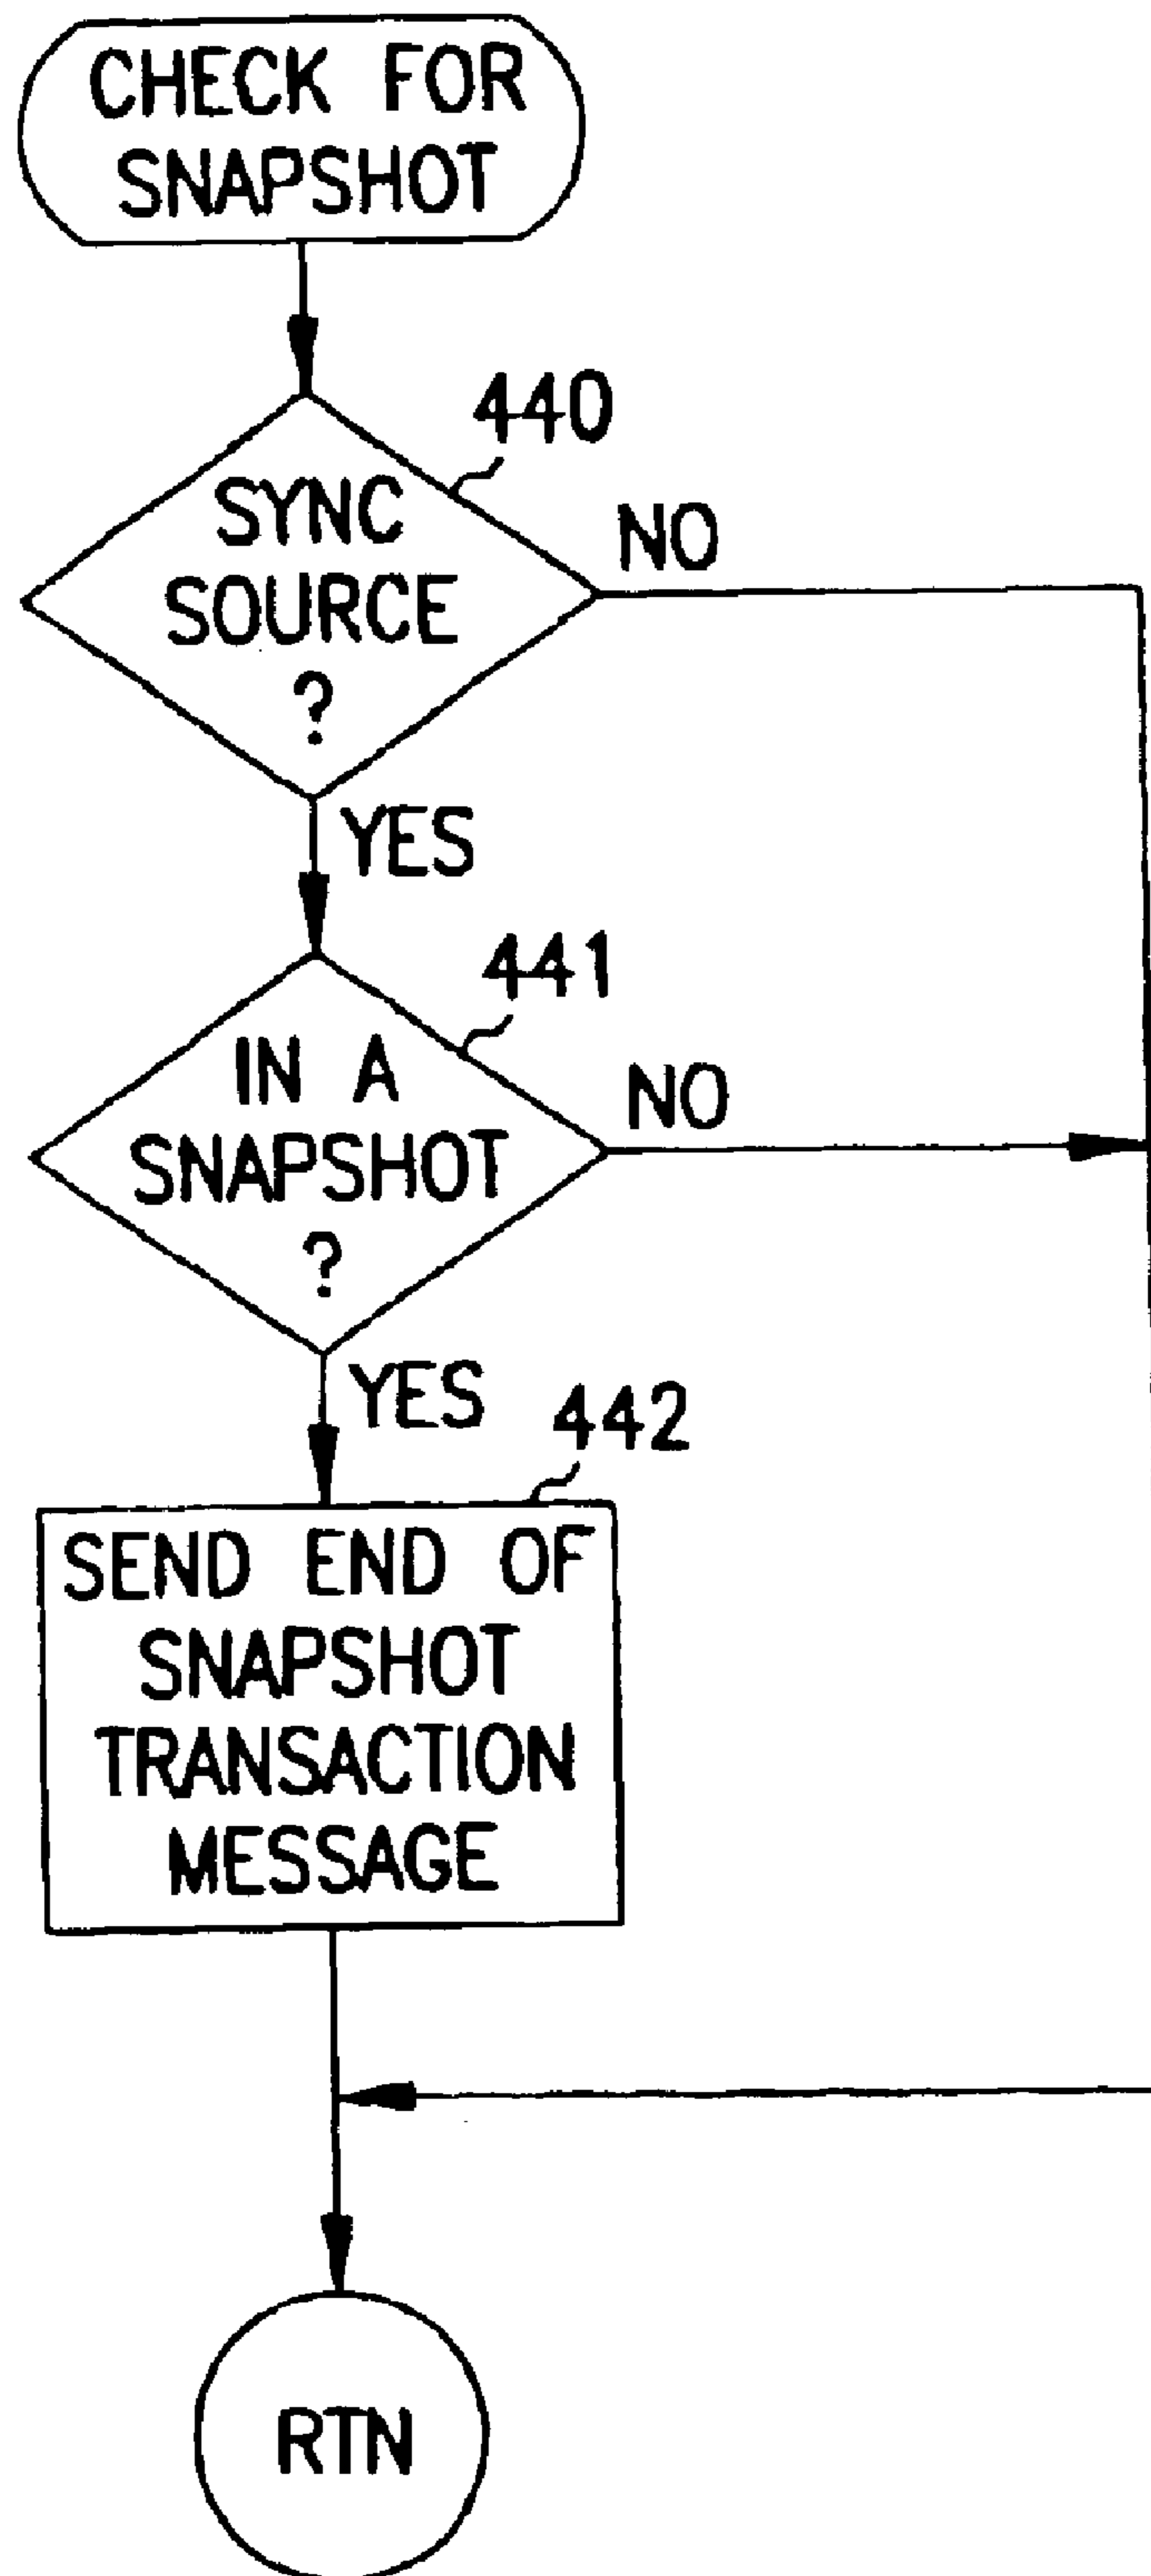 CHECK FOR
SNAPSHOT
440
SYNC
SOURCE
?
NO
YES
441
IN A
SNAPSHOT
?
NO
YES
442
SEND END OF
SNAPSHOT
TRANSACTION
MESSAGE
RTN